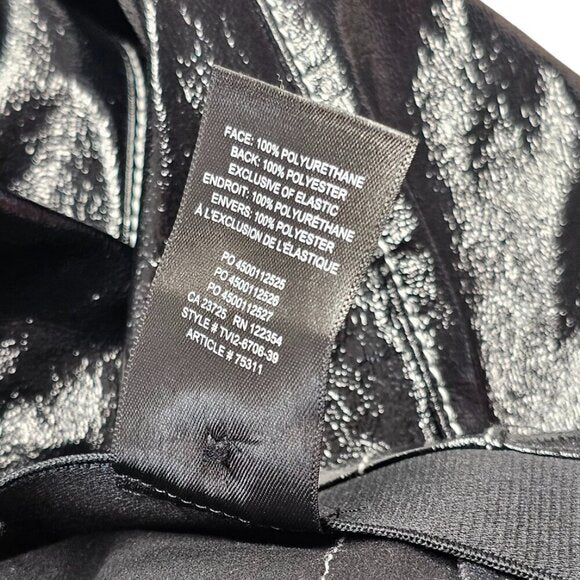 FACE: 100% POLYURETHANE
BACK: 100% POLYESTER
EXCLUSIVE OF ELASTIC
ENDROIT: 100% POLYURÉTHANE
ENVERS: 100% POLYESTER
À L'EXCLUSION DE L'ÉLASTIQUE
PO 4500112525
PO 4500112526
PO 4500112527
CA 23725 RN 122354
STYLE # TVI2-6706-39
ARTICLE # 75311